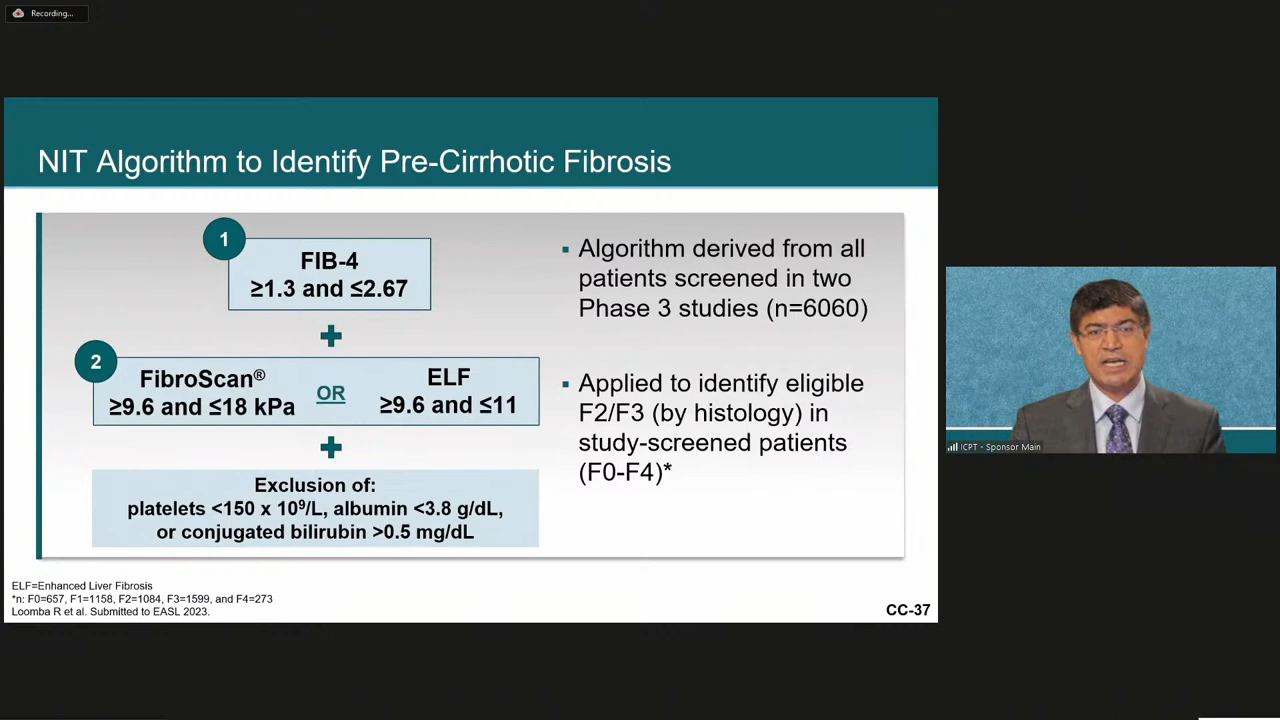 Recording...
NIT Algorithm to Identify Pre-Cirrhotic Fibrosis
1
FIB-4
≥1.3 and ≤2.67
2
FibroScan®
≥9.6 and ≤18 kPa
OR
ELF
≥9.6 and ≤11
Exclusion of:
platelets <150 x 10⁹/L, albumin <3.8 g/dL,
or conjugated bilirubin >0.5 mg/dL
▪ Algorithm derived from all
patients screened in two
Phase 3 studies (n=6060)
▪ Applied to identify eligible
F2/F3 (by histology) in
study-screened patients
(F0-F4)*
ELF=Enhanced Liver Fibrosis
*n: F0=657, F1=1158, F2=1084, F3=1599, and F4=273
Loomba R et al. Submitted to EASL 2023.
CC-37
ICPT - Sponsor Main